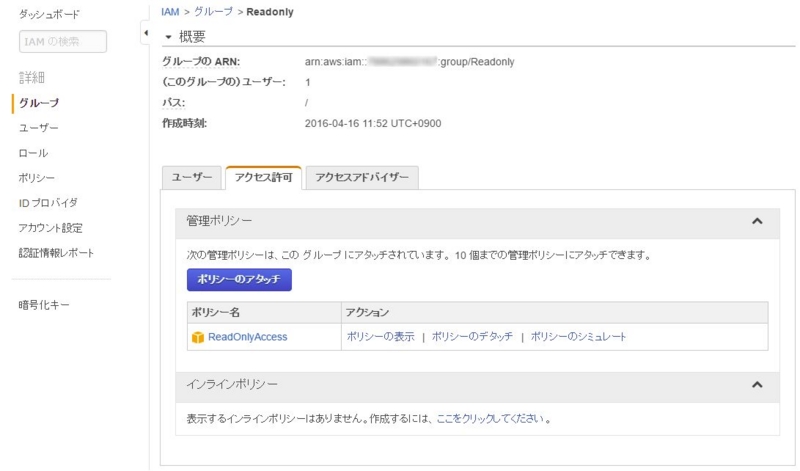 ダッシュボード
IAM の検索
詳細
グループ
ユーザー
ロール
ポリシー
ID プロバイダ
アカウント設定
認証情報レポート
暗号化キー
IAM > グループ > Readonly
概要
グループの ARN: arn:aws:iam:: :group/Readonly
(このグループの) ユーザー: 1
パス: /
作成時刻: 2016-04-16 11:52 UTC+0900
ユーザー アクセス許可 アクセスアドバイザー
管理ポリシー
次の管理ポリシーは、この グループ にアタッチされています。 10 個までの管理ポリシーにアタッチできます。
ポリシーのアタッチ
ポリシー名 アクション
ReadOnlyAccess ポリシーの表示 | ポリシーのデタッチ | ポリシーのシミュレート
インラインポリシー
表示するインラインポリシーはありません。作成するには、ここをクリックしてください 。